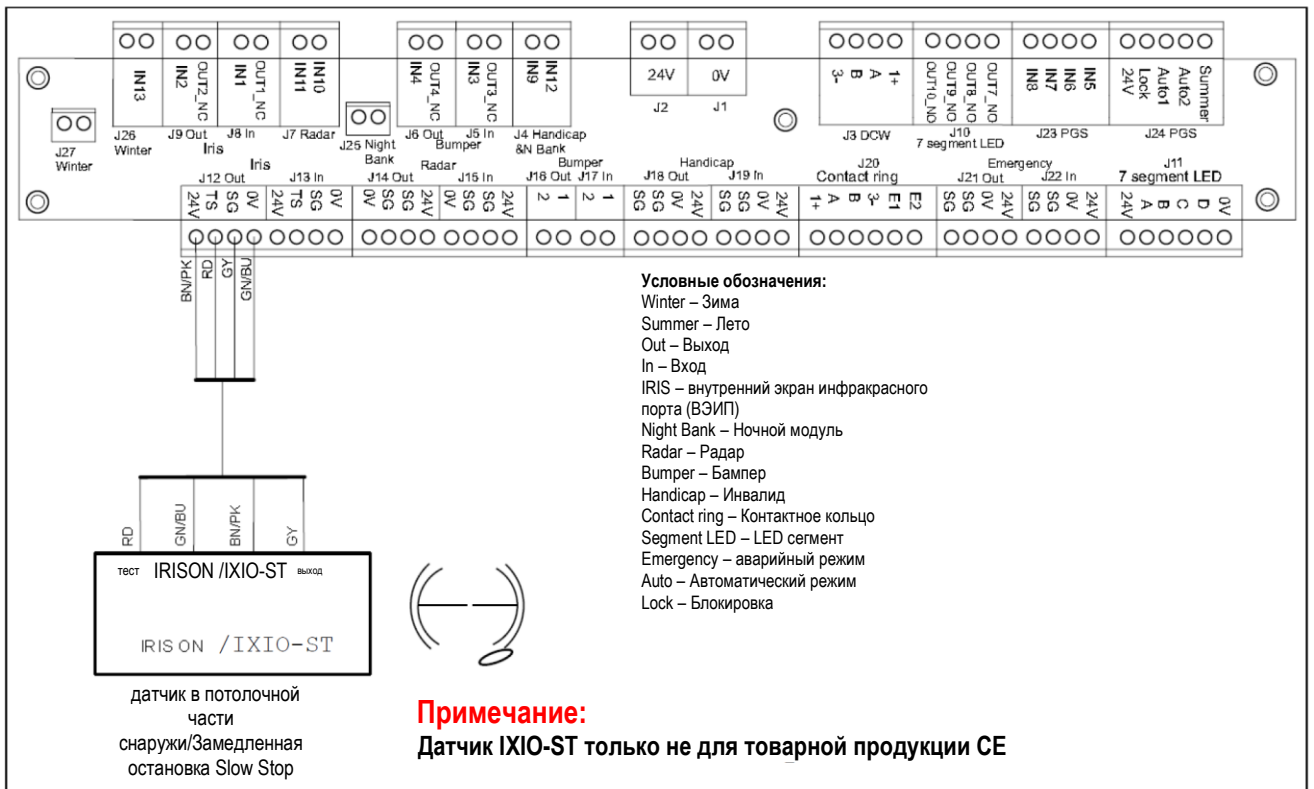 IN13 IN2 OUT2_NC IN1 OUT1_NC IN11 IN10 IN4 OUT4_NC IN3 OUT3_NC IN9 IN12 24V 0V 3- B A 1+ OUT10_NO OUT9_NO OUT8_NO OUT7_NO IN8 IN7 IN6 IN5 24V Lock Auto1 Auto2 Summer
J2 J1
J27 Winter
J26 Winter
J9 Out J8 In
Iris
J7 Radar
J25 Night Bank
J6 Out J5 In
Bumper
J4 Handicap &N Bank
J3 DCW
J10
7 segment LED
J23 PGS
J24 PGS
Iris
J12 Out J13 In
Radar
J14 Out J15 In
Bumper
J16 Out J17 In
Handicap
J18 Out J19 In
J20
Contact ring
Emergency
J21 Out J22 In
J11
7 segment LED
24V TS SG 0V 24V TS SG 0V 0V SG SG 24V 0V SG SG 24V 2 1 2 1 SG SG 0V 24V SG SG 0V 24V 1+ A B 3- E1 E2 SG SG 0V 24V SG SG 0V 24V 24V A B C D 0V
BN/PK RD GY GN/BU
Условные обозначения:
Winter – Зима
Summer – Лето
Out – Выход
In – Вход
IRIS – внутренний экран инфракрасного
порта (ВЭИП)
Night Bank – Ночной модуль
Radar – Радар
Bumper – Бампер
Handicap – Инвалид
Contact ring – Контактное кольцо
Segment LED – LED сегмент
Emergency – аварийный режим
Auto – Автоматический режим
Lock – Блокировка
RD GN/BU BN/PK GY
тест IRISON /IXIO-ST выход
IRISON /IXIO-ST
датчик в потолочной
части
снаружи/Замедленная
остановка Slow Stop
Примечание:
Датчик IXIO-ST только не для товарной продукции CE